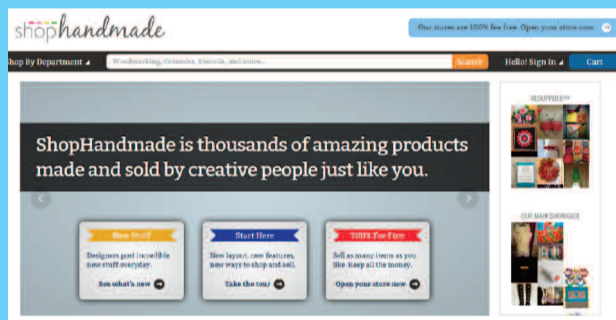 shophandmade
Our stores are 100% fee free. Open your store now.
Shop By Department
Woodworking, Ceramics, Stencils, and more...
Search
Hello! Sign In
Cart
ShopHandmade is thousands of amazing products
made and sold by creative people just like you.
New Stuff
Designers post incredible
new stuff everyday.
See what's new
Start Here
New layout, new features,
new ways to shop and sell.
Take the tour
100% Fee Free
Sell as many items as you
like. Keep all the money.
Open your store now
OUR MAIN SHOWCASE